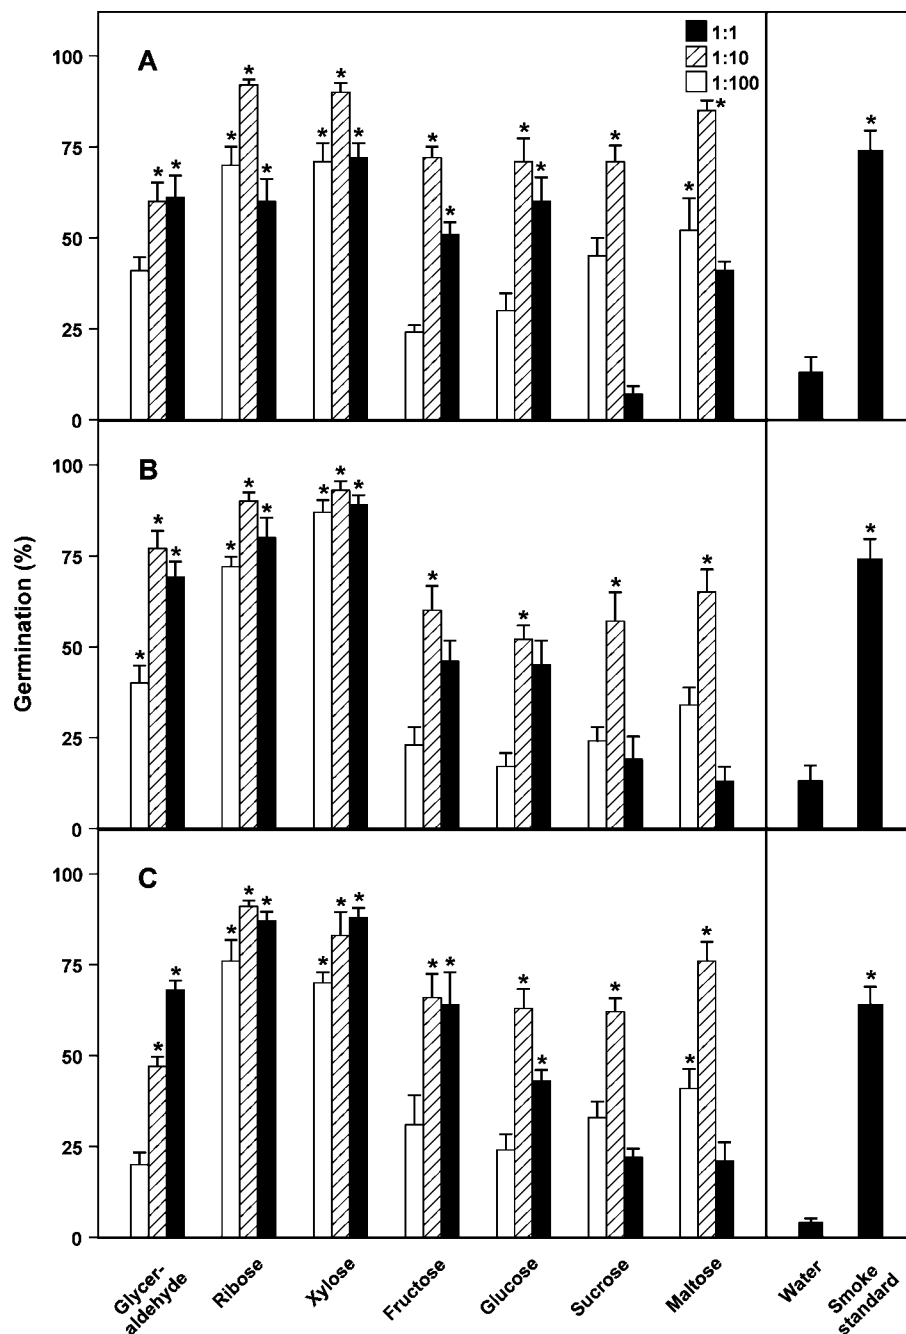 A
1:1
1:10
1:100
100
75
50
25
0
* * * * * * * * * * * * * * * * *
B
100
75
50
25
0
* * * * * * * * * * * * * *
C
100
75
50
25
0
* * * * * * * * * * * * * * * *
Germination (%)
Glycer-
aldehyde
Ribose
Xylose
Fructose
Glucose
Sucrose
Maltose
Water
Smoke
standard